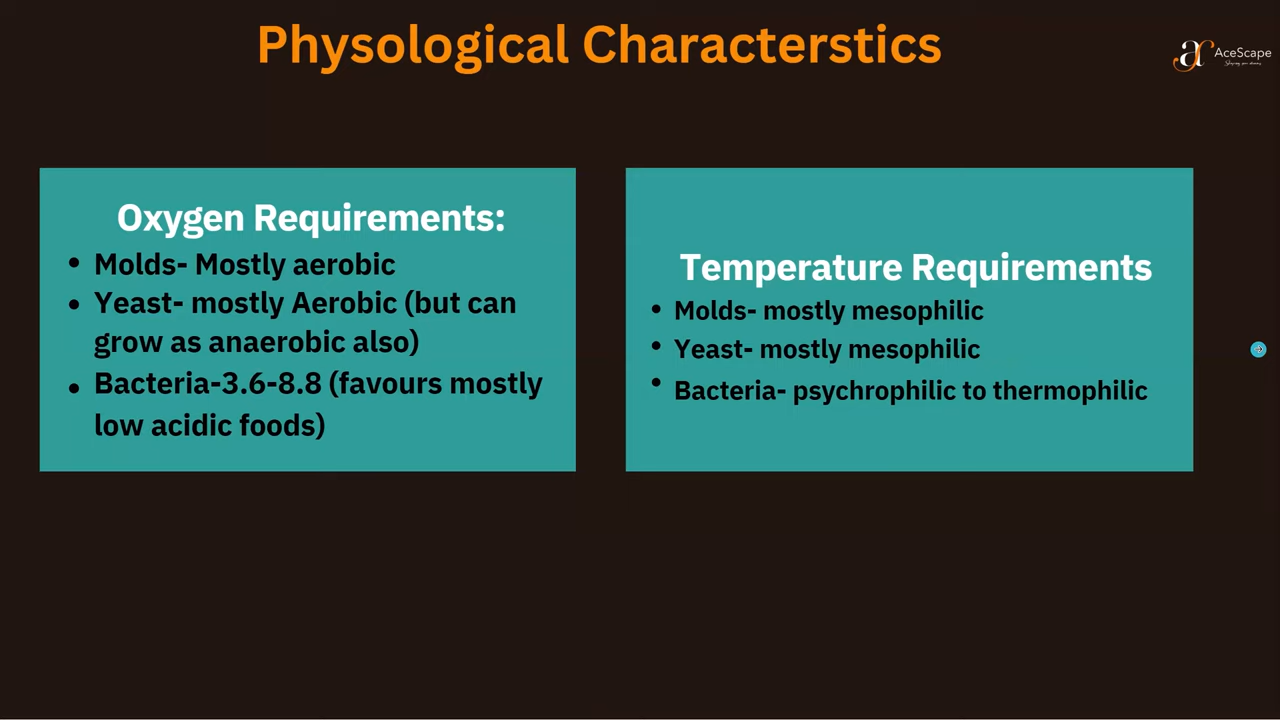 Physological Characterstics
AceScape
Oxygen Requirements:
Molds- Mostly aerobic
Yeast- mostly Aerobic (but can
grow as anaerobic also)
Bacteria-3.6-8.8 (favours mostly
low acidic foods)
Temperature Requirements
Molds- mostly mesophilic
Yeast- mostly mesophilic
Bacteria- psychrophilic to thermophilic